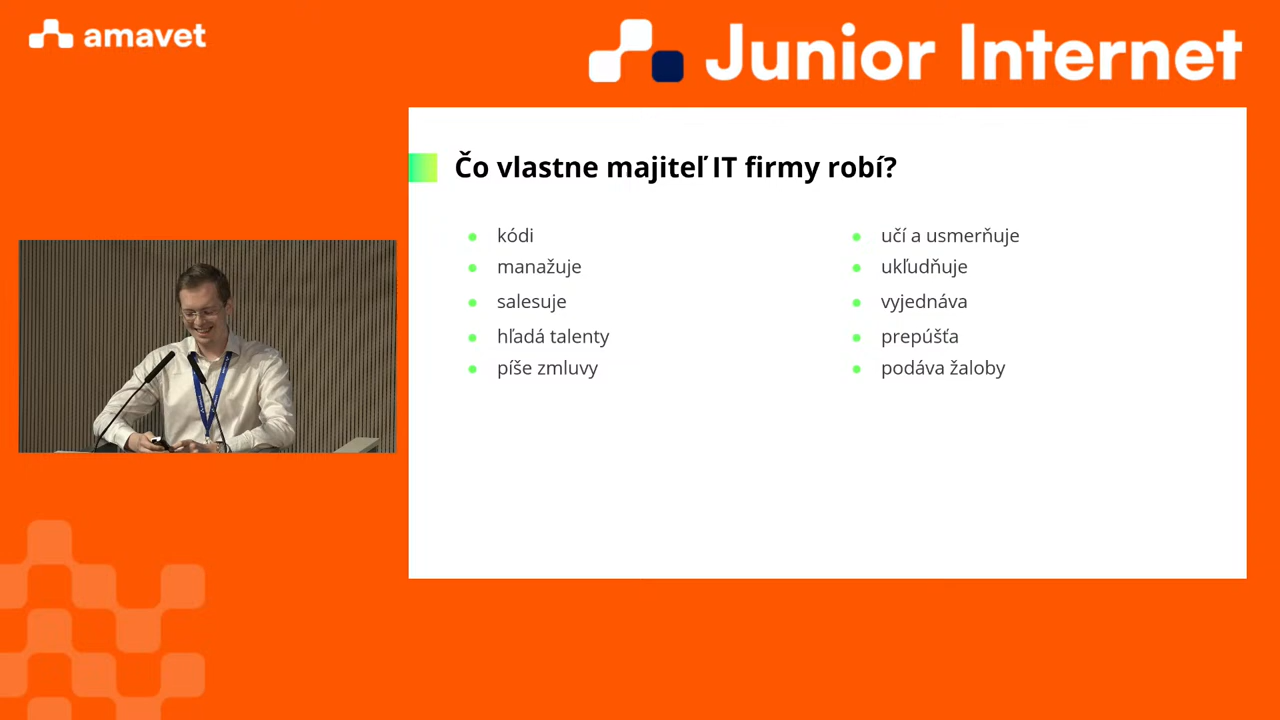 amavet
Junior Internet
Čo vlastne majiteľ IT firmy robí?
kódi
manažuje
salesuje
hľadá talenty
píše zmluvy
učí a usmerňuje
ukľudňuje
vyjednáva
prepúšťa
podáva žaloby